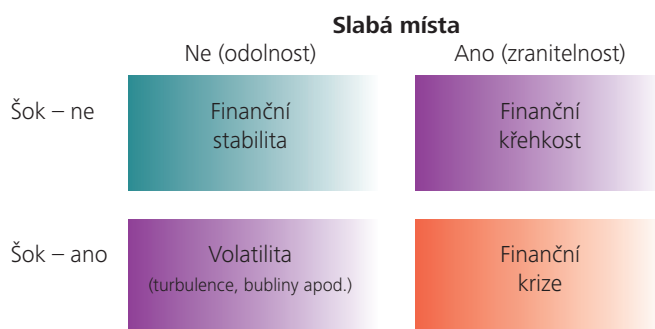 Slabá místa
Ne (odolnost) Ano (zranitelnost)
Šok – ne
Finanční
stabilita
Finanční
křehkost
Šok – ano
Volatilita
(turbulence, bubliny apod.)
Finanční
krize